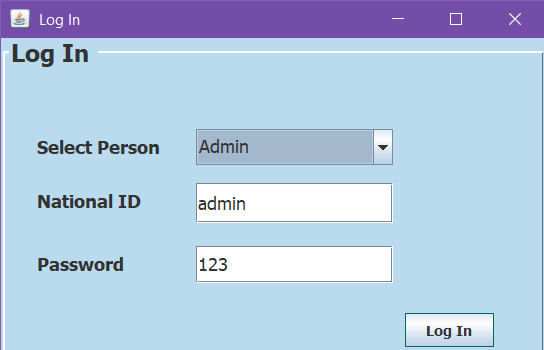 Log In
Log In
Select Person Admin
National ID admin
Password 123
Log In